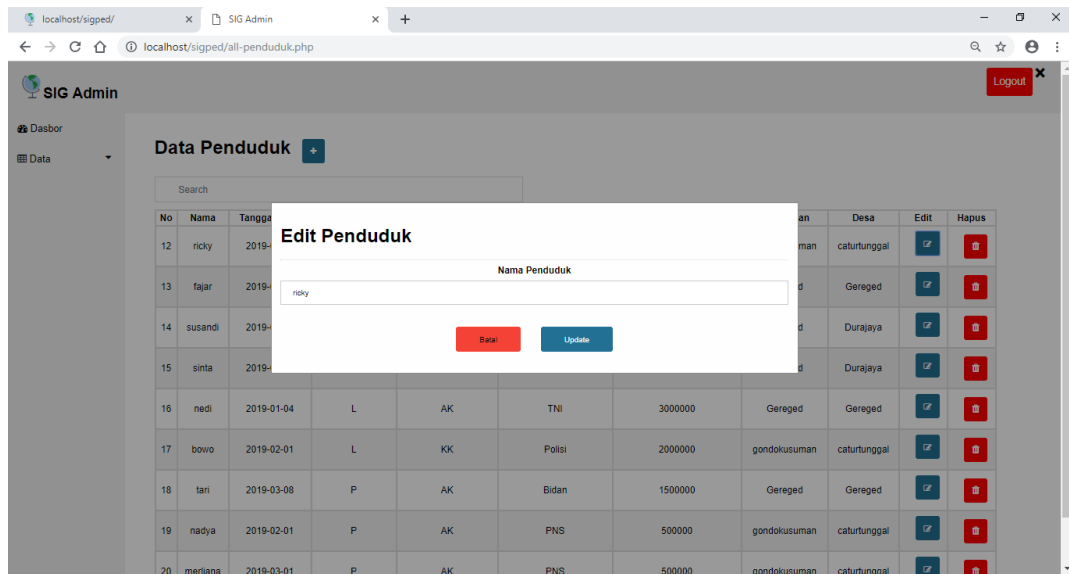 localhost/sigped/
SIG Admin
localhost/sigped/all-penduduk.php
SIG Admin
Logout
Dasbor
Data
Data Penduduk +
Search
No Nama Tangga an Desa Edit Hapus
12 ricky 2019- man caturtunggal
13 fajar 2019- d Gereged
14 susandi 2019- d Durajaya
15 sinta 2019- d Durajaya
Edit Penduduk
Nama Penduduk
ricky
Batal Update
16 nedi 2019-01-04 L AK TNI 3000000 Gereged Gereged
17 bowo 2019-02-01 L KK Polisi 2000000 gondokusuman caturtunggal
18 tari 2019-03-08 P AK Bidan 1500000 Gereged Gereged
19 nadya 2019-02-01 P AK PNS 500000 gondokusuman caturtunggal
20 merliana 2019-03-01 P AK PNS 500000 gondokusuman caturtunggal